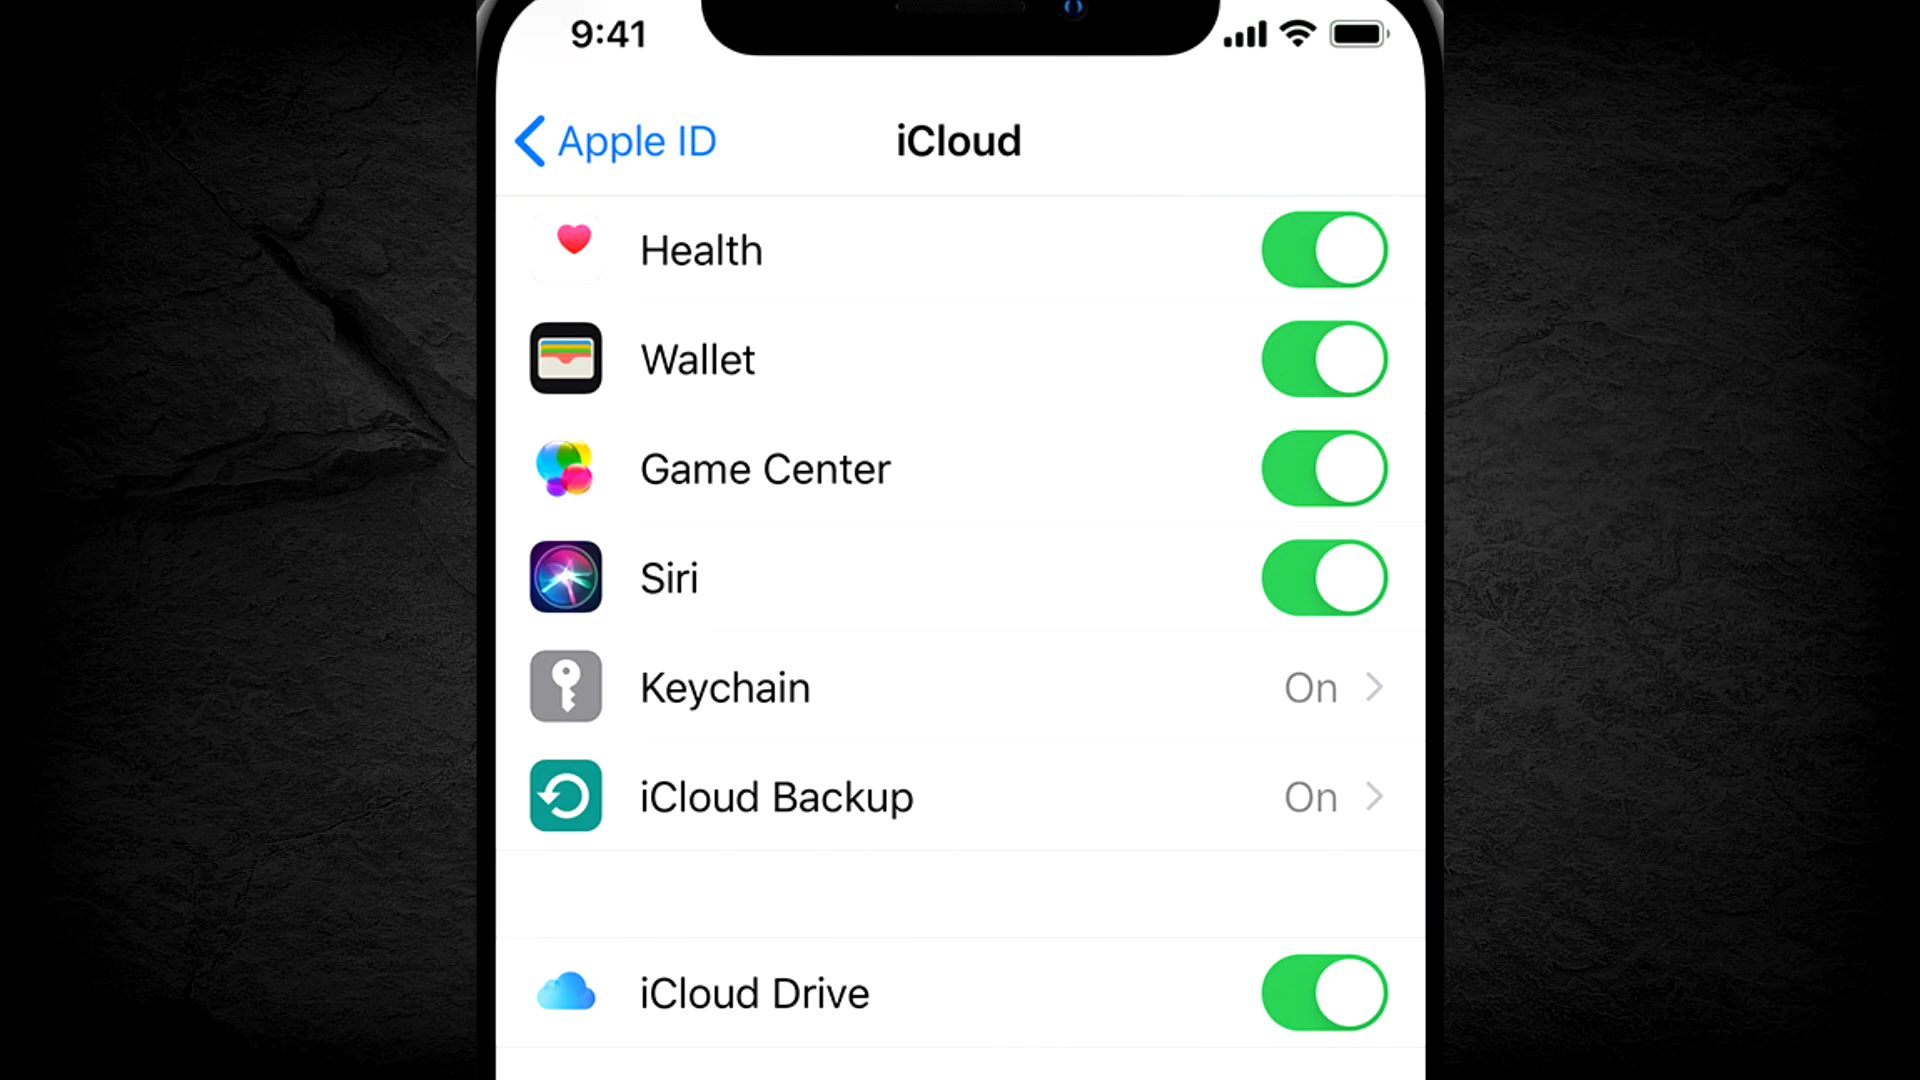 9:41
Apple ID
iCloud
Health
Wallet
Game Center
Siri
Keychain On
iCloud Backup On
iCloud Drive